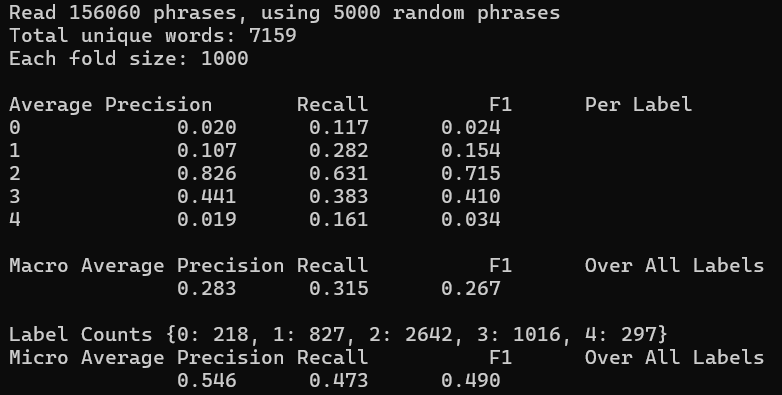 Read 156060 phrases, using 5000 random phrases
Total unique words: 7159
Each fold size: 1000
Average Precision Recall F1 Per Label
0 0.020 0.117 0.024
1 0.107 0.282 0.154
2 0.826 0.631 0.715
3 0.441 0.383 0.410
4 0.019 0.161 0.034
Macro Average Precision Recall F1 Over All Labels
0.283 0.315 0.267
Label Counts {0: 218, 1: 827, 2: 2642, 3: 1016, 4: 297}
Micro Average Precision Recall F1 Over All Labels
0.546 0.473 0.490